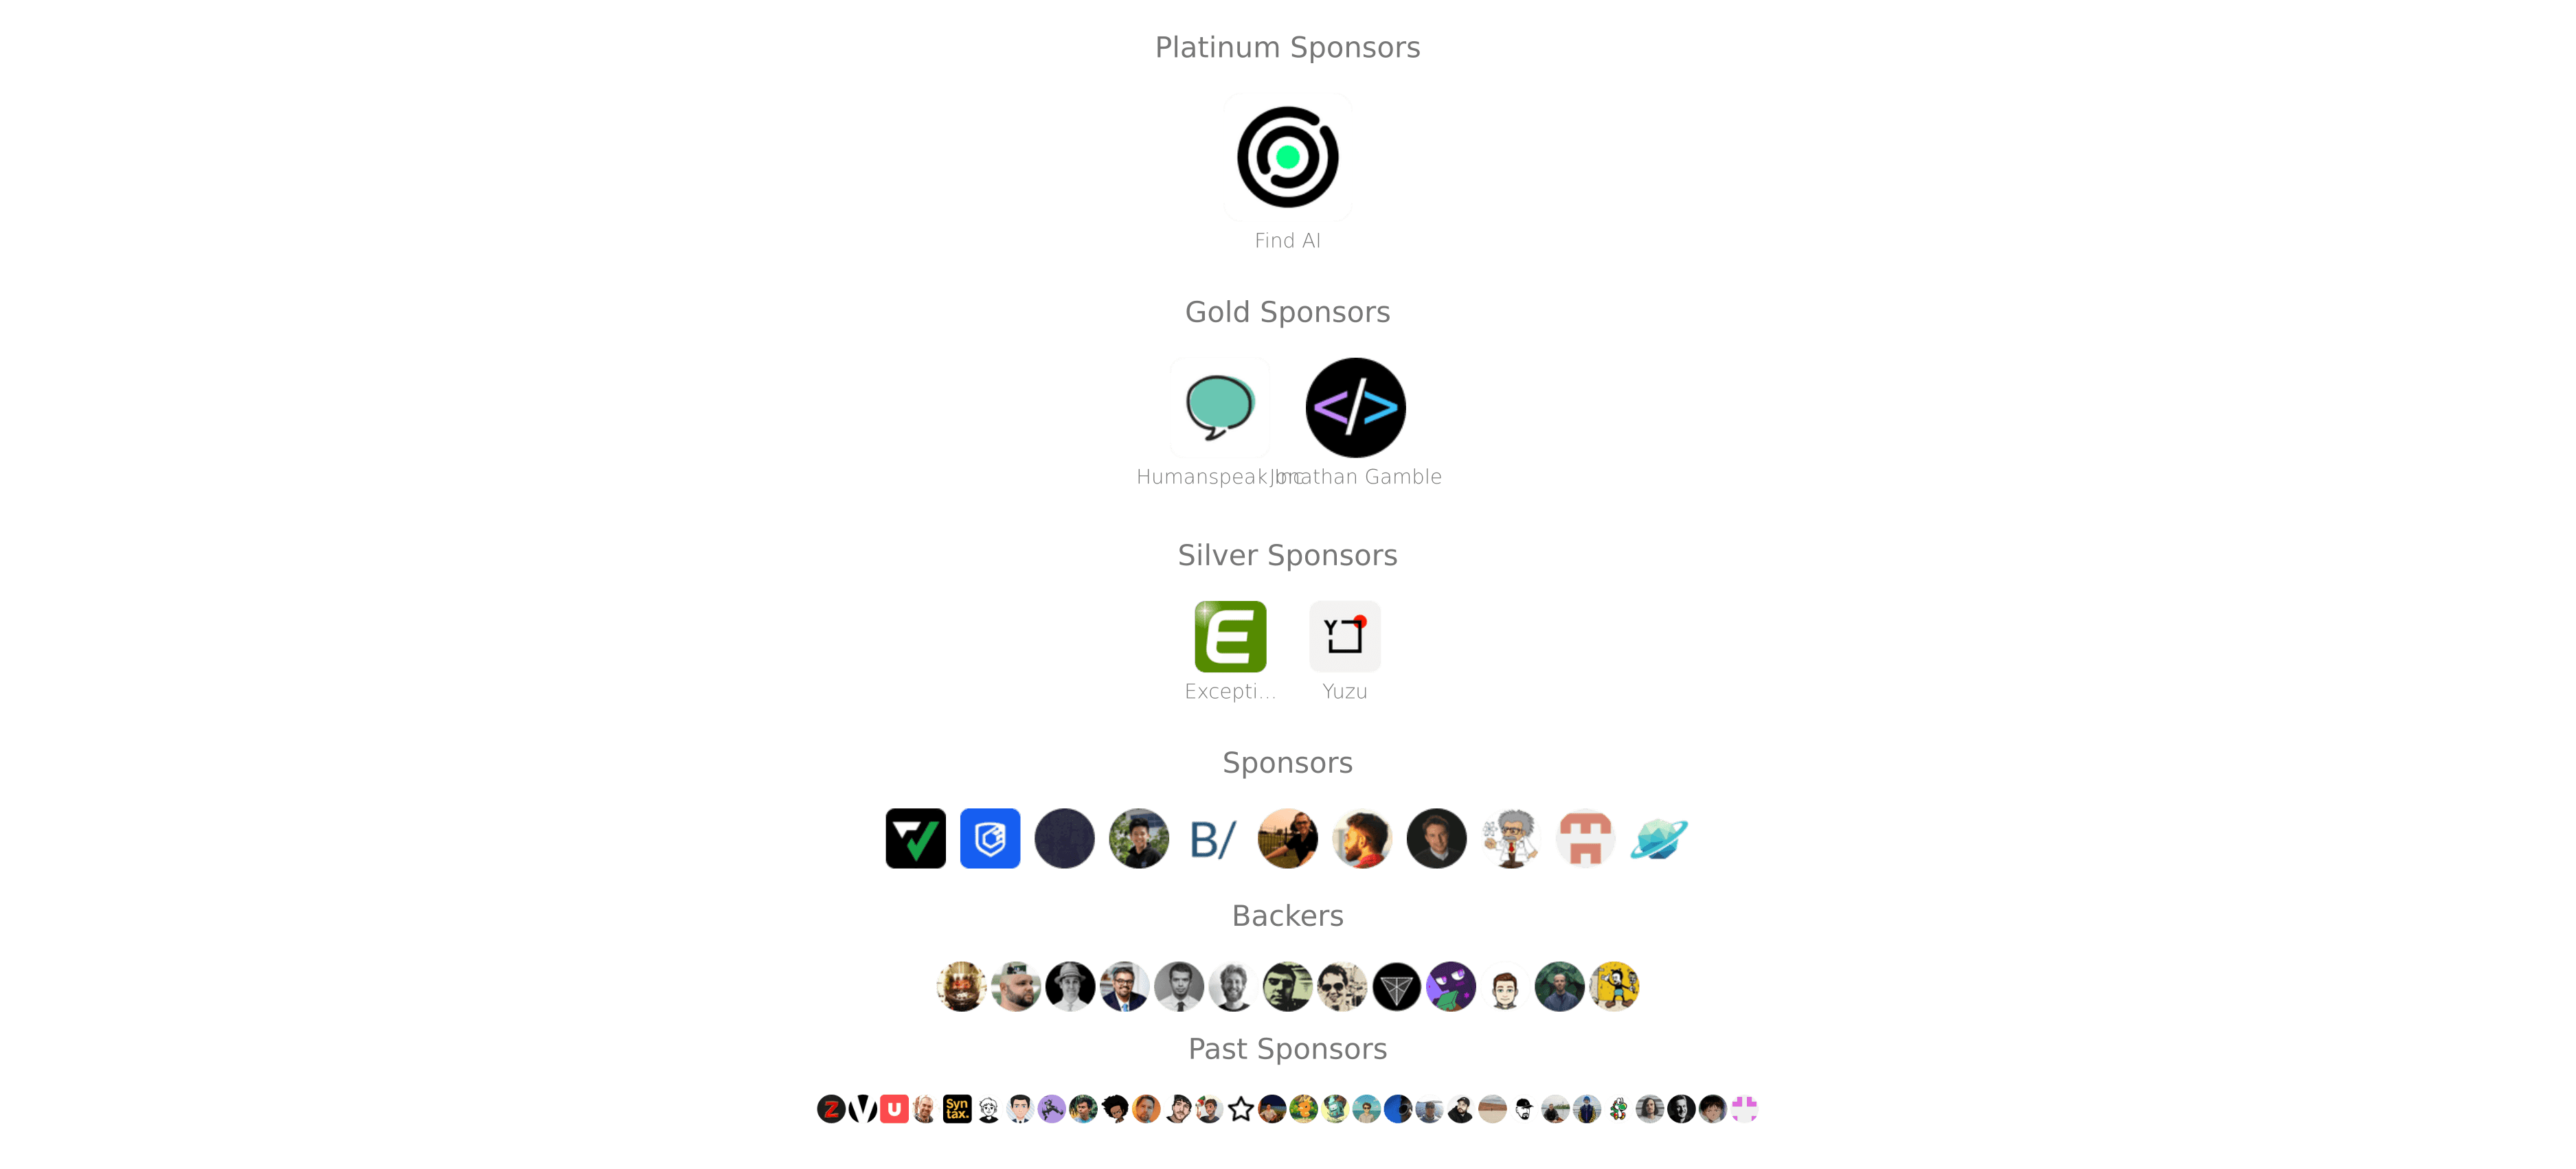 Platinum Sponsors
Find AI
Gold Sponsors
Humanspeak Inc
Jonathan Gamble
Silver Sponsors
E
Excepti...
Y
Yuzu
Sponsors
B/
Backers
Past Sponsors
Z
V
U
Syn
tax.